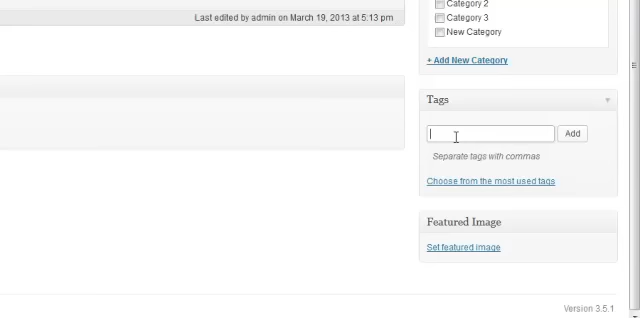 Category 2
Last edited by admin on March 19, 2013 at 5:13 pm
Category 3
New Category
+ Add New Category
Tags
Add
Separate tags with commas
Choose from the most used tags
Featured Image
Set featured image
Version 3.5.1